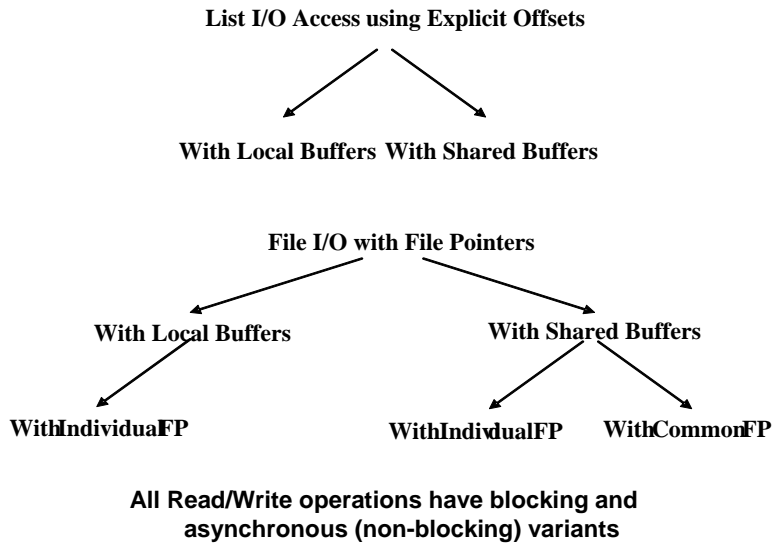 List I/O Access using Explicit Offsets
With Local Buffers With Shared Buffers
File I/O with File Pointers
With Local Buffers
With Shared Buffers
WithIndividualFP
WithIndividualFP
WithCommonFP
All Read/Write operations have blocking and
asynchronous (non-blocking) variants